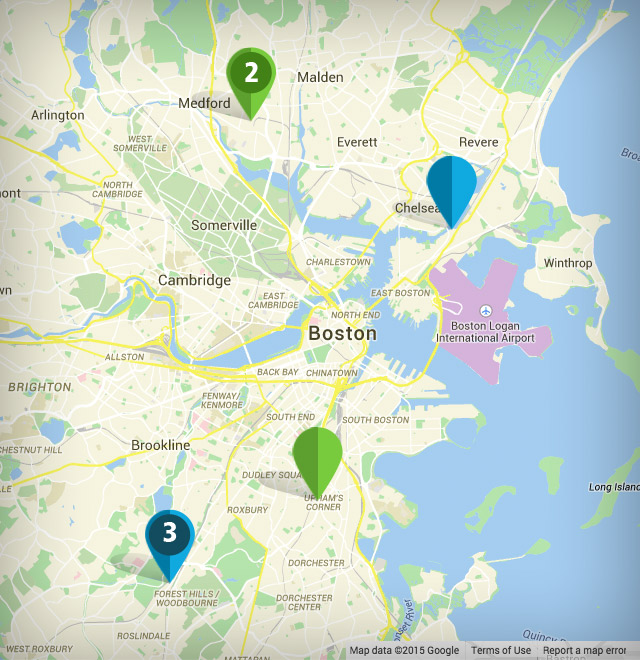 2
Malden
Medford
Arlington
WEST
SOMERVILLE
Everett
Revere
Broa
NORTH
CAMBRIDGE
ont
Chelsea
Somerville
CHARLESTOWN
Winthrop
Cambridge
wn
EAST
CAMBRIDGE
EAST BOSTON
NORTH END
Boston
Boston Logan
International Airport
ALLSTON
BACK BAY
CHINATOWN
BRIGHTON
FENWAY/
KENMORE
SOUTH END
SOUTH BOSTON
Brookline
CHESTNUT HILL
DUDLEY SQUA
LLE
Long Island
UPHAM'S
CORNER
ROXBURY
3
DORCHESTER
FOREST HILLS /
WOODBOURNE
DORCHESTER
CENTER
ROSLINDALE
WEST ROXBURY
MATTAPAN
Quincy
Map data ©2015 Google
Terms of Use
Report a map error